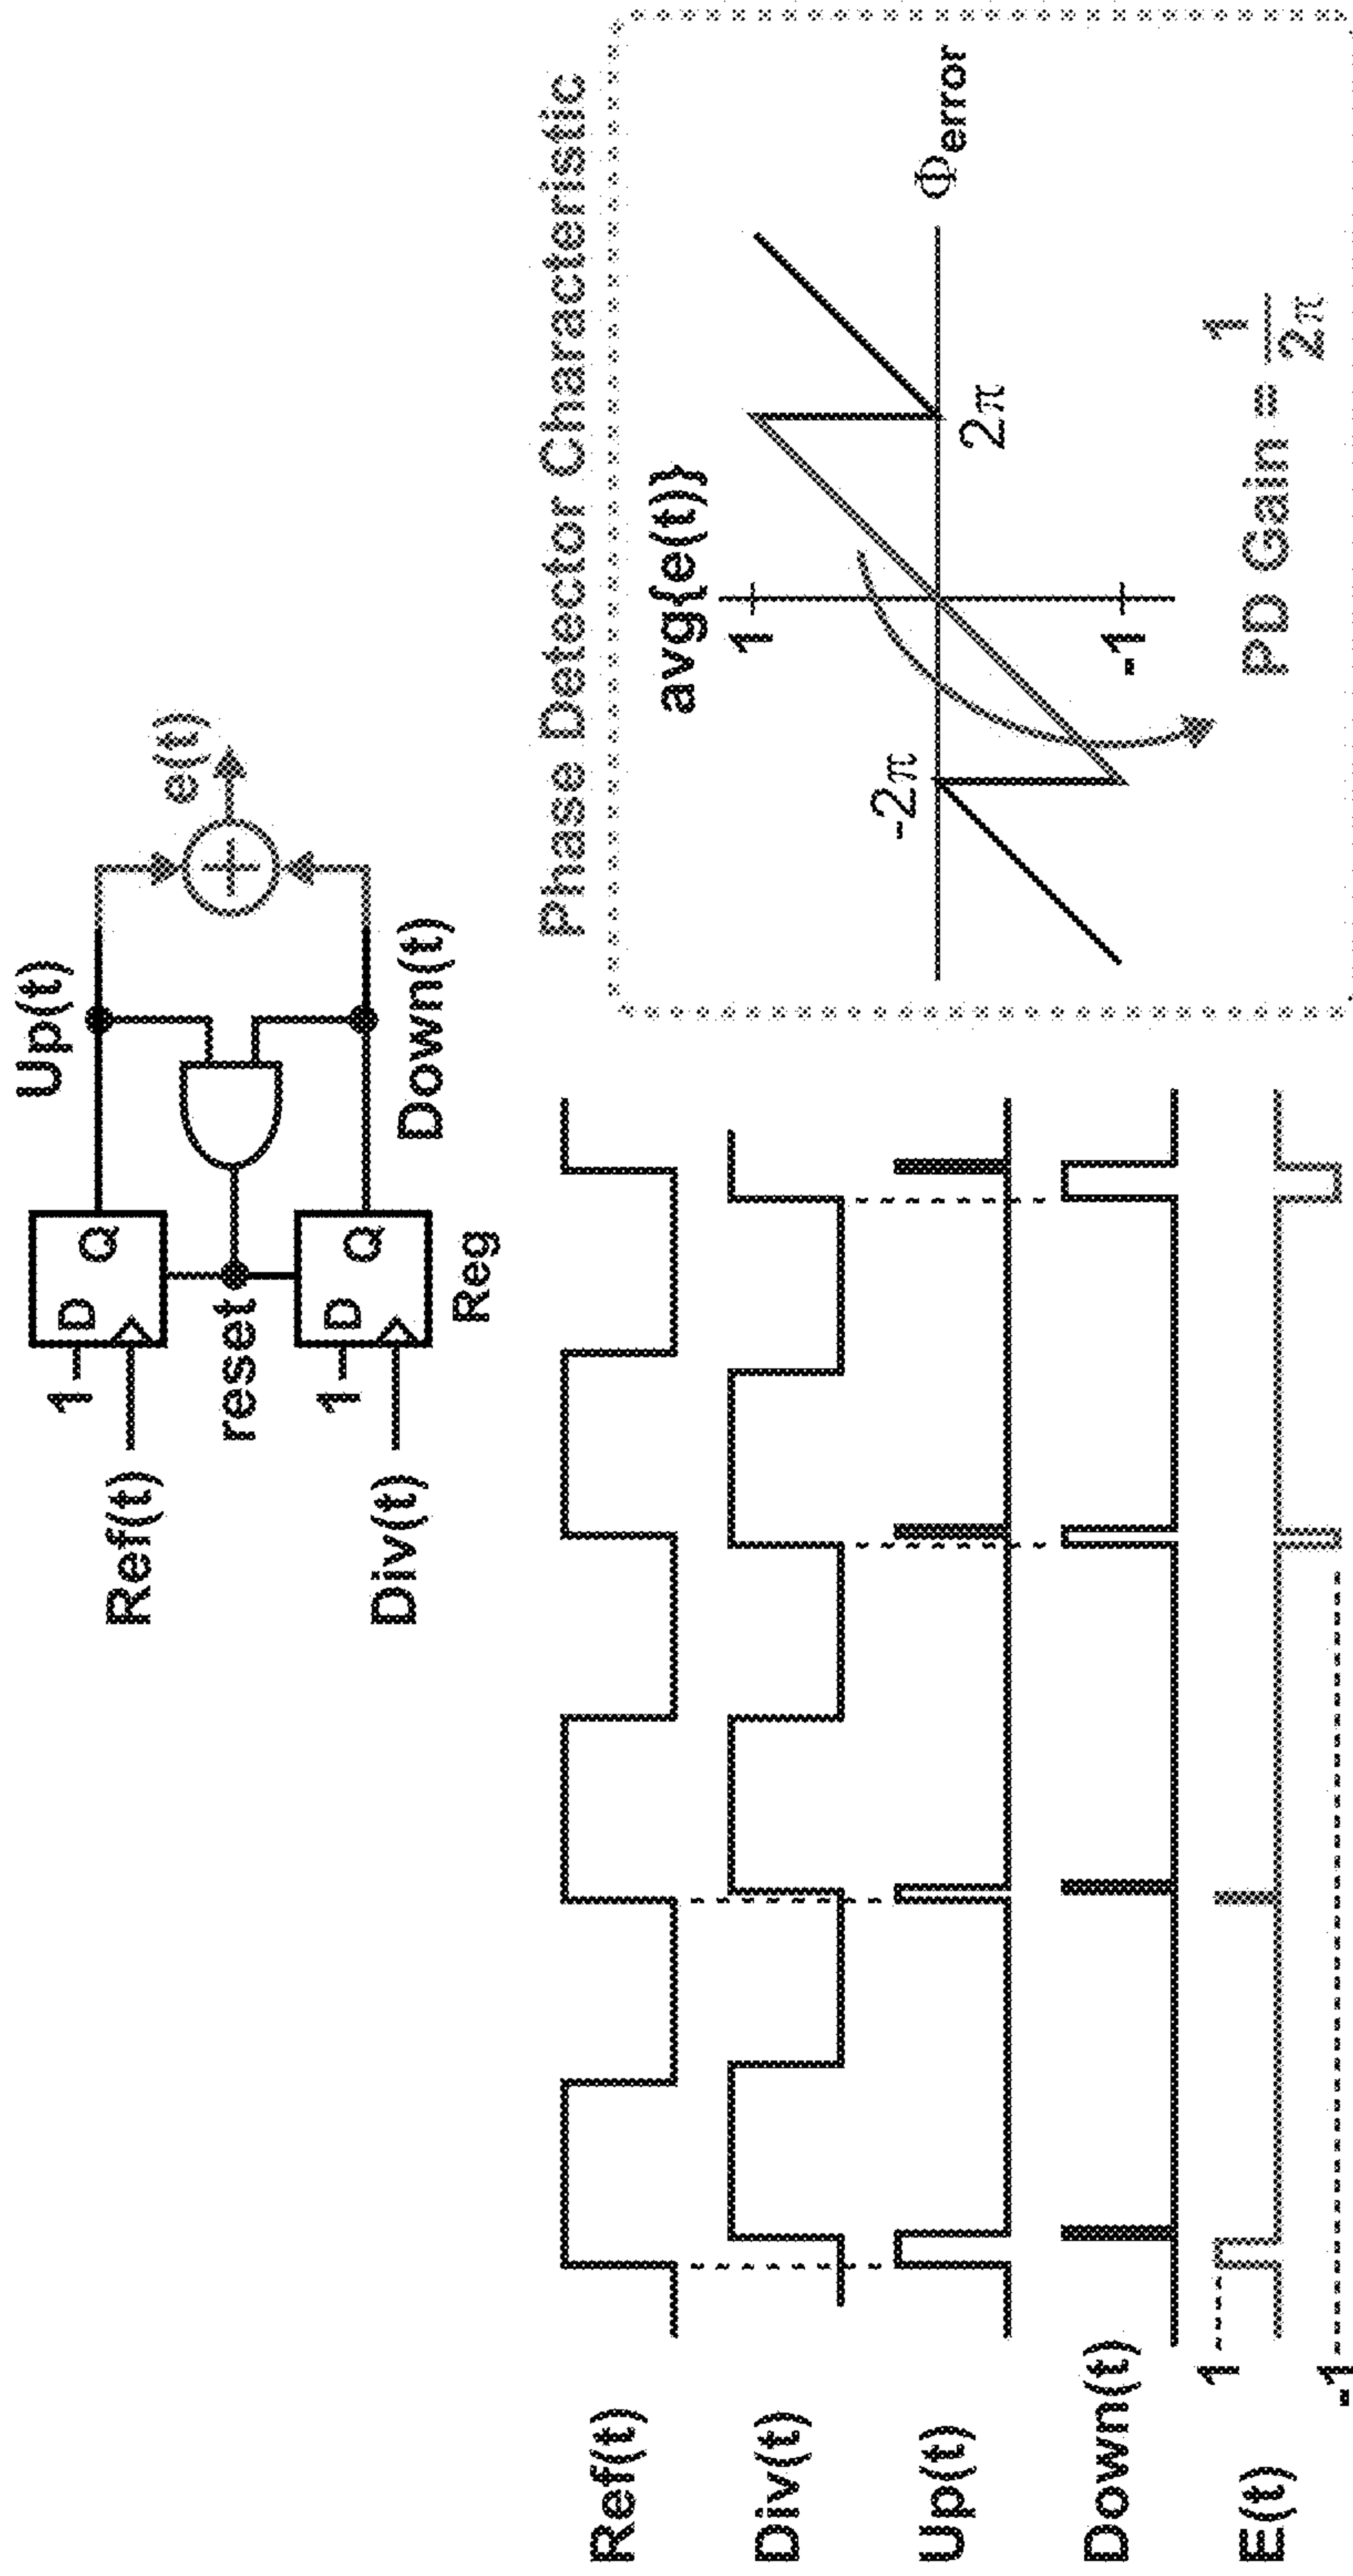 Up(t)
1
D
Q
Ref(t)
e(t)
+
reset
1
D
Q
Div(t)
Down(t)
Reg
Ref(t)
Div(t)
Up(t)
Down(t)
1
E(t)
-1
Phase Detector Characteristic
avg{e(t)}
1
-2π
2π
Φerror
-1
PD Gain = 1
2π